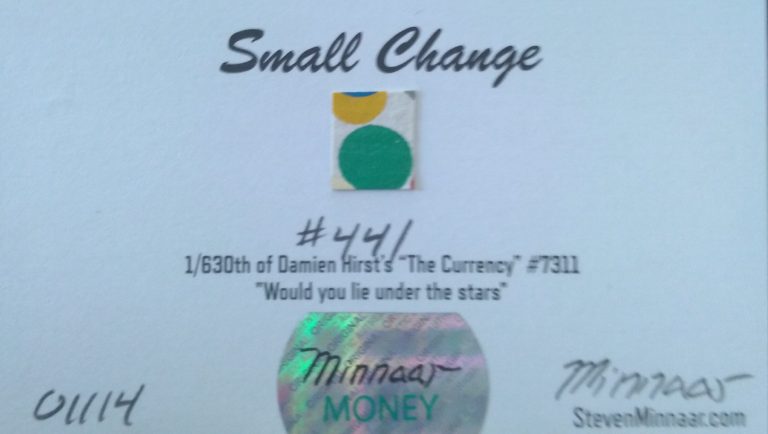 Small Change
#441
1/630th of Damien Hirst's "The Currency" #7311
"Would you lie under the stars"
Minnaar
MONEY
01114
Minnaar
StevenMinnaar.com